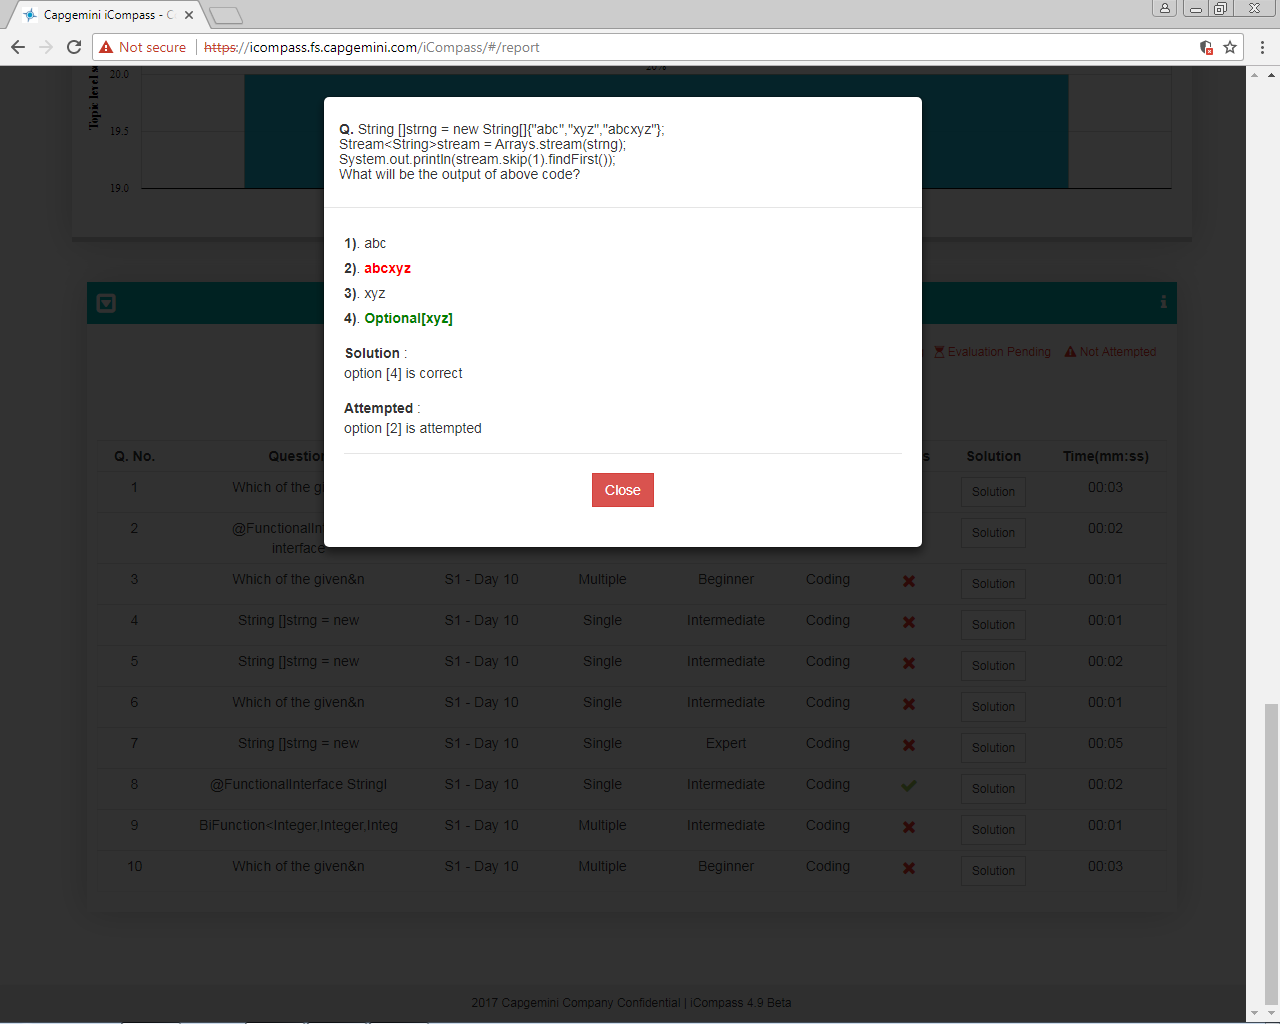 Capgemini iCompass - C
Not secure
https://icompass.fs.capgemini.com/iCompass/#/report
Topic level s
20.0
19.5
19.0
20%
Q. String []strng = new String[]{"abc","xyz","abcxyz"};
Stream<String>stream = Arrays.stream(strng);
System.out.println(stream.skip(1).findFirst());
What will be the output of above code?
1). abc
2). abcxyz
3). xyz
4). Optional[xyz]
Solution :
option [4] is correct
Attempted :
option [2] is attempted
Close
Evaluation Pending
Not Attempted
Q. No. Question s Solution Time(mm:ss)
1 Which of the gi Solution 00:03
2 @FunctionalIn Solution 00:02
interface
3 Which of the given&n S1 - Day 10 Multiple Beginner Coding Solution 00:01
4 String []strng = new S1 - Day 10 Single Intermediate Coding Solution 00:01
5 String []strng = new S1 - Day 10 Single Intermediate Coding Solution 00:02
6 Which of the given&n S1 - Day 10 Single Intermediate Coding Solution 00:01
7 String []strng = new S1 - Day 10 Single Expert Coding Solution 00:05
8 @FunctionalInterface StringI S1 - Day 10 Single Intermediate Coding Solution 00:02
9 BiFunction<Integer,Integer,Integ S1 - Day 10 Multiple Intermediate Coding Solution 00:01
10 Which of the given&n S1 - Day 10 Multiple Beginner Coding Solution 00:03
2017 Capgemini Company Confidential | iCompass 4.9 Beta